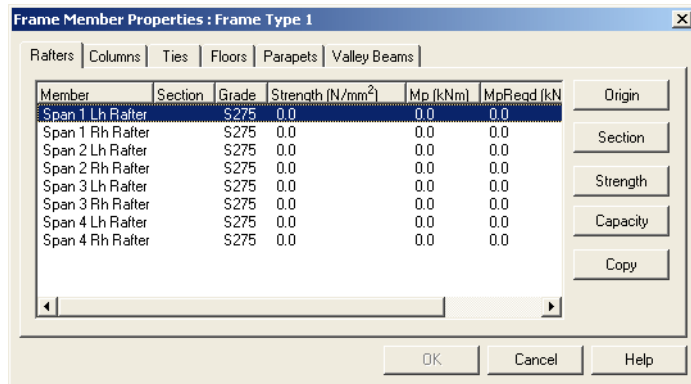 Frame Member Properties : Frame Type 1
Rafters Columns Ties Floors Parapets Valley Beams
Member Section Grade Strength (N/mm²) Mp (kNm) MpReqd (kN
Span 1 Lh Rafter S275 0.0 0.0 0.0
Span 1 Rh Rafter S275 0.0 0.0 0.0
Span 2 Lh Rafter S275 0.0 0.0 0.0
Span 2 Rh Rafter S275 0.0 0.0 0.0
Span 3 Lh Rafter S275 0.0 0.0 0.0
Span 3 Rh Rafter S275 0.0 0.0 0.0
Span 4 Lh Rafter S275 0.0 0.0 0.0
Span 4 Rh Rafter S275 0.0 0.0 0.0
Origin
Section
Strength
Capacity
Copy
OK Cancel Help